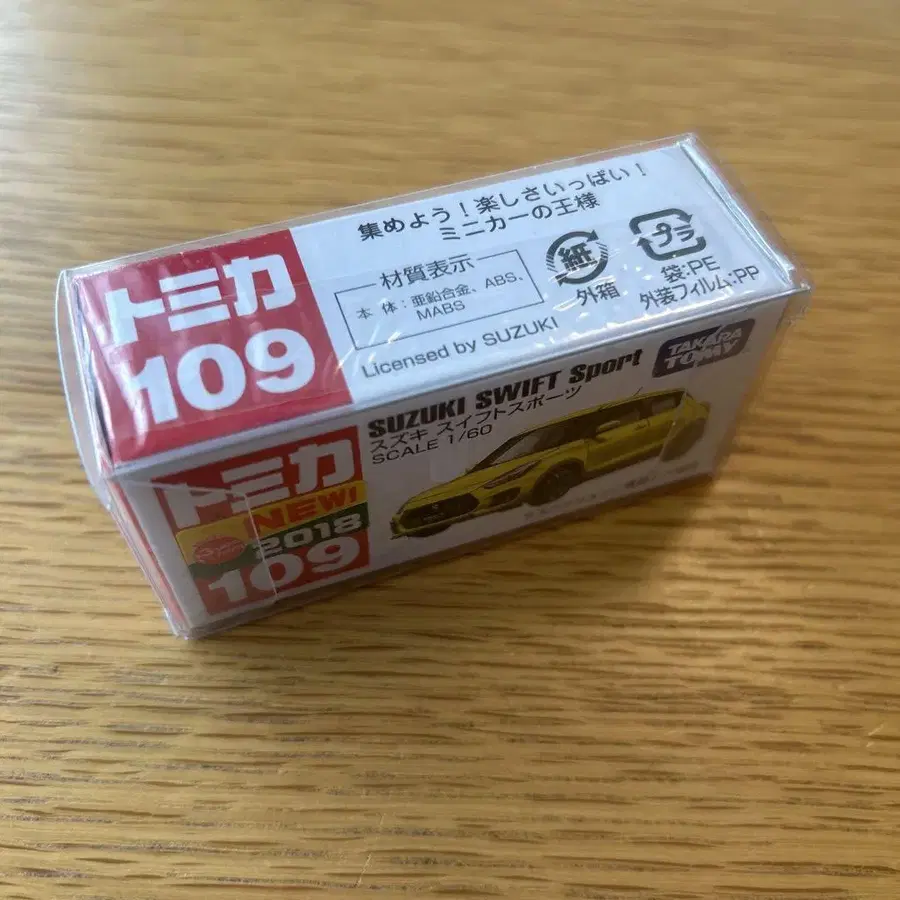 集めよう！楽しさいっぱい！
ミニカーの王様
トミカ
109
材質表示
本体：亜鉛合金、ABS、
MABS
Licensed by SUZUKI
紙
外箱
プラ
袋:PE
外装フィルム:PP
トミカ
NEW!
2018
109
SUZUKI SWIFT Sport
スズキ スイフトスポーツ
SCALE 1/60
TAKARA
TOMY